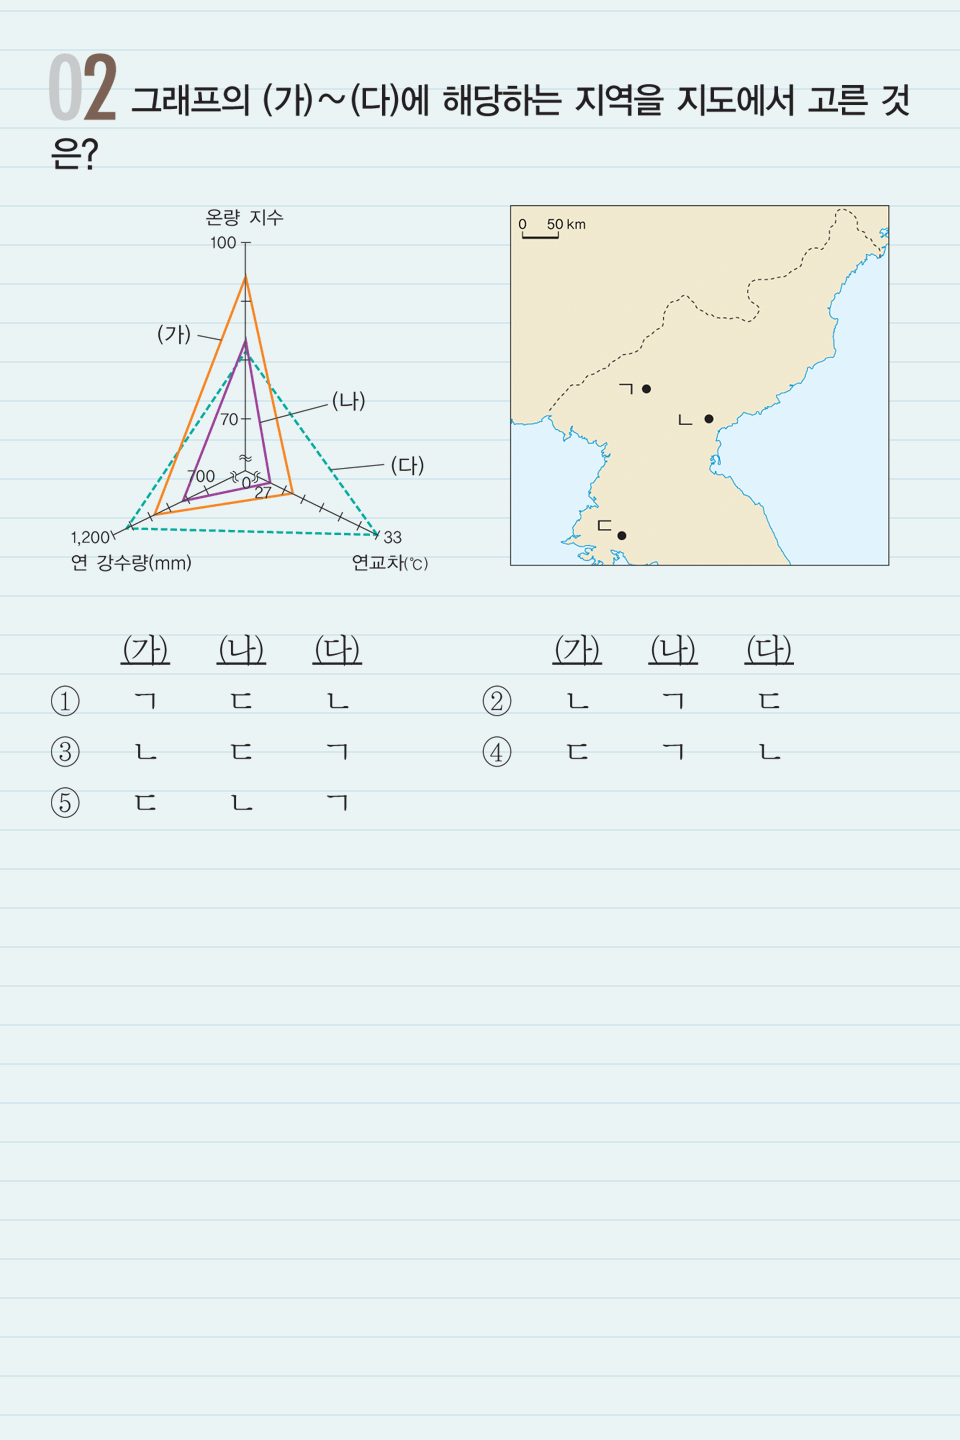 02 그래프의 (가)~(다)에 해당하는 지역을 지도에서 고른 것
은?
온량 지수
100
(가)
(나)
70
(다)
700
0
27
1,200
33
연 강수량(mm)
연교차(℃)
0 50 km
ㄱ
ㄴ
ㄷ
(가) (나) (다) (가) (나) (다)
① ㄱ ㄷ ㄴ ② ㄴ ㄱ ㄷ
③ ㄴ ㄷ ㄱ ④ ㄷ ㄱ ㄴ
⑤ ㄷ ㄴ ㄱ